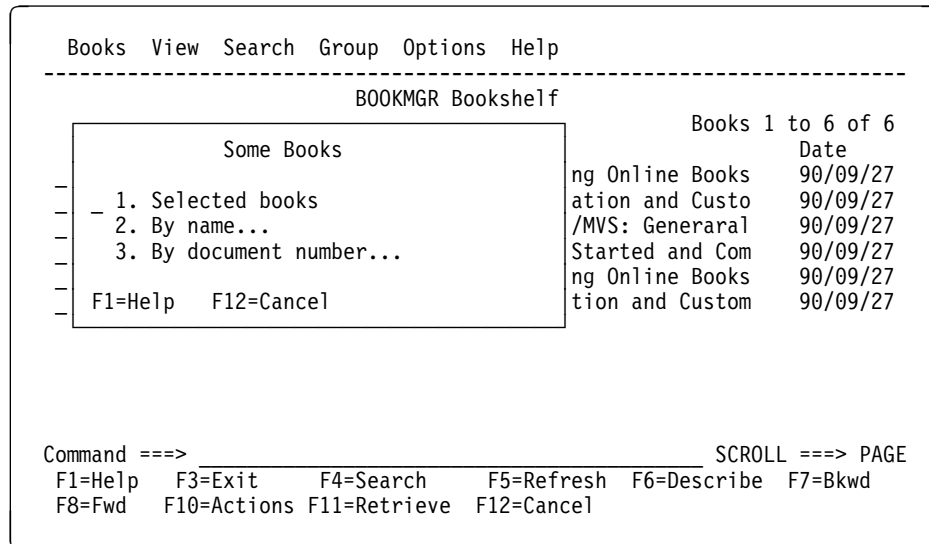 Books View Search Group Options Help
--------------------------------------------------------------------------
BOOKMGR Bookshelf
Books 1 to 6 of 6
Some Books Date
_ ng Online Books 90/09/27
_ _ 1. Selected books ation and Custo 90/09/27
_ 2. By name... /MVS: Generaral 90/09/27
_ 3. By document number... Started and Com 90/09/27
_ ng Online Books 90/09/27
_ F1=Help F12=Cancel tion and Custom 90/09/27
Command ===> __________________________________________ SCROLL ===> PAGE
F1=Help F3=Exit F4=Search F5=Refresh F6=Describe F7=Bkwd
F8=Fwd F10=Actions F11=Retrieve F12=Cancel